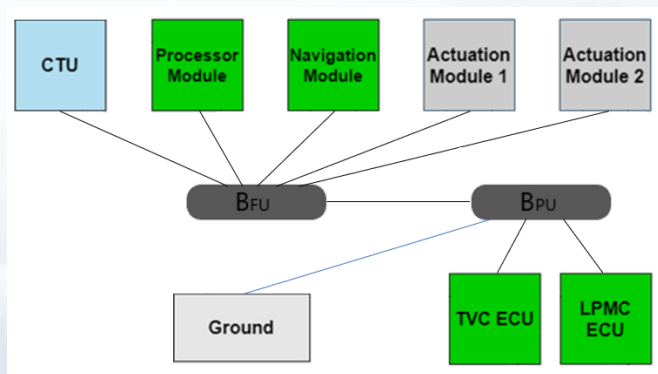 CTU
Processor
Module
Navigation
Module
Actuation
Module 1
Actuation
Module 2
BFU
BPU
Ground
TVC ECU
LPMC
ECU